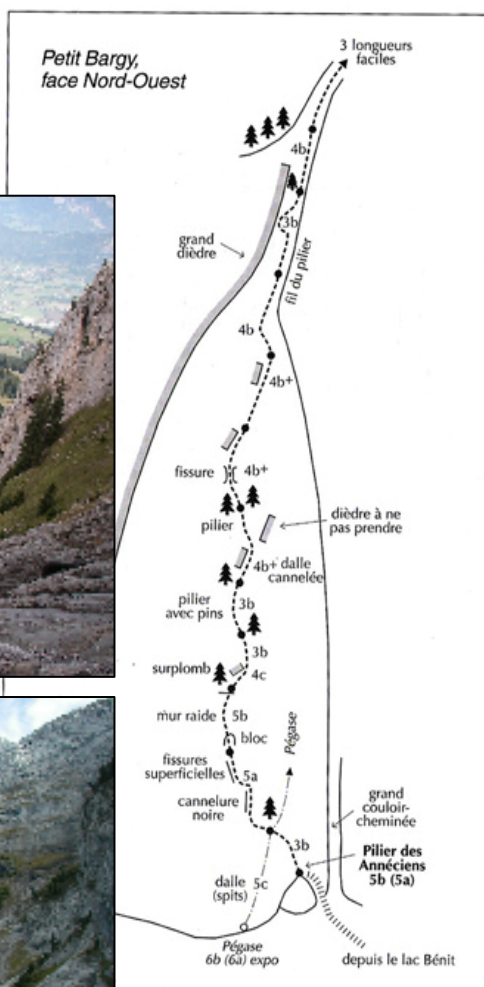 Petit Bargy,
face Nord-Ouest
3 longueurs
faciles
4b
3b
grand
dièdre
fil du pilier
4b
4b+
fissure
4b+
pilier
dièdre à ne
pas prendre
4b+ dalle
cannelée
pilier
avec pins
3b
3b
surplomb
4c
mur raide
5b
Pégase
bloc
fissures
superficielles
5a
cannelure
noire
grand
couloir-
cheminée
3b
Pilier des
Annéciens
5b (5a)
dalle
(spits)
5c
Pégase
6b (6a) expo
depuis le lac Bénit